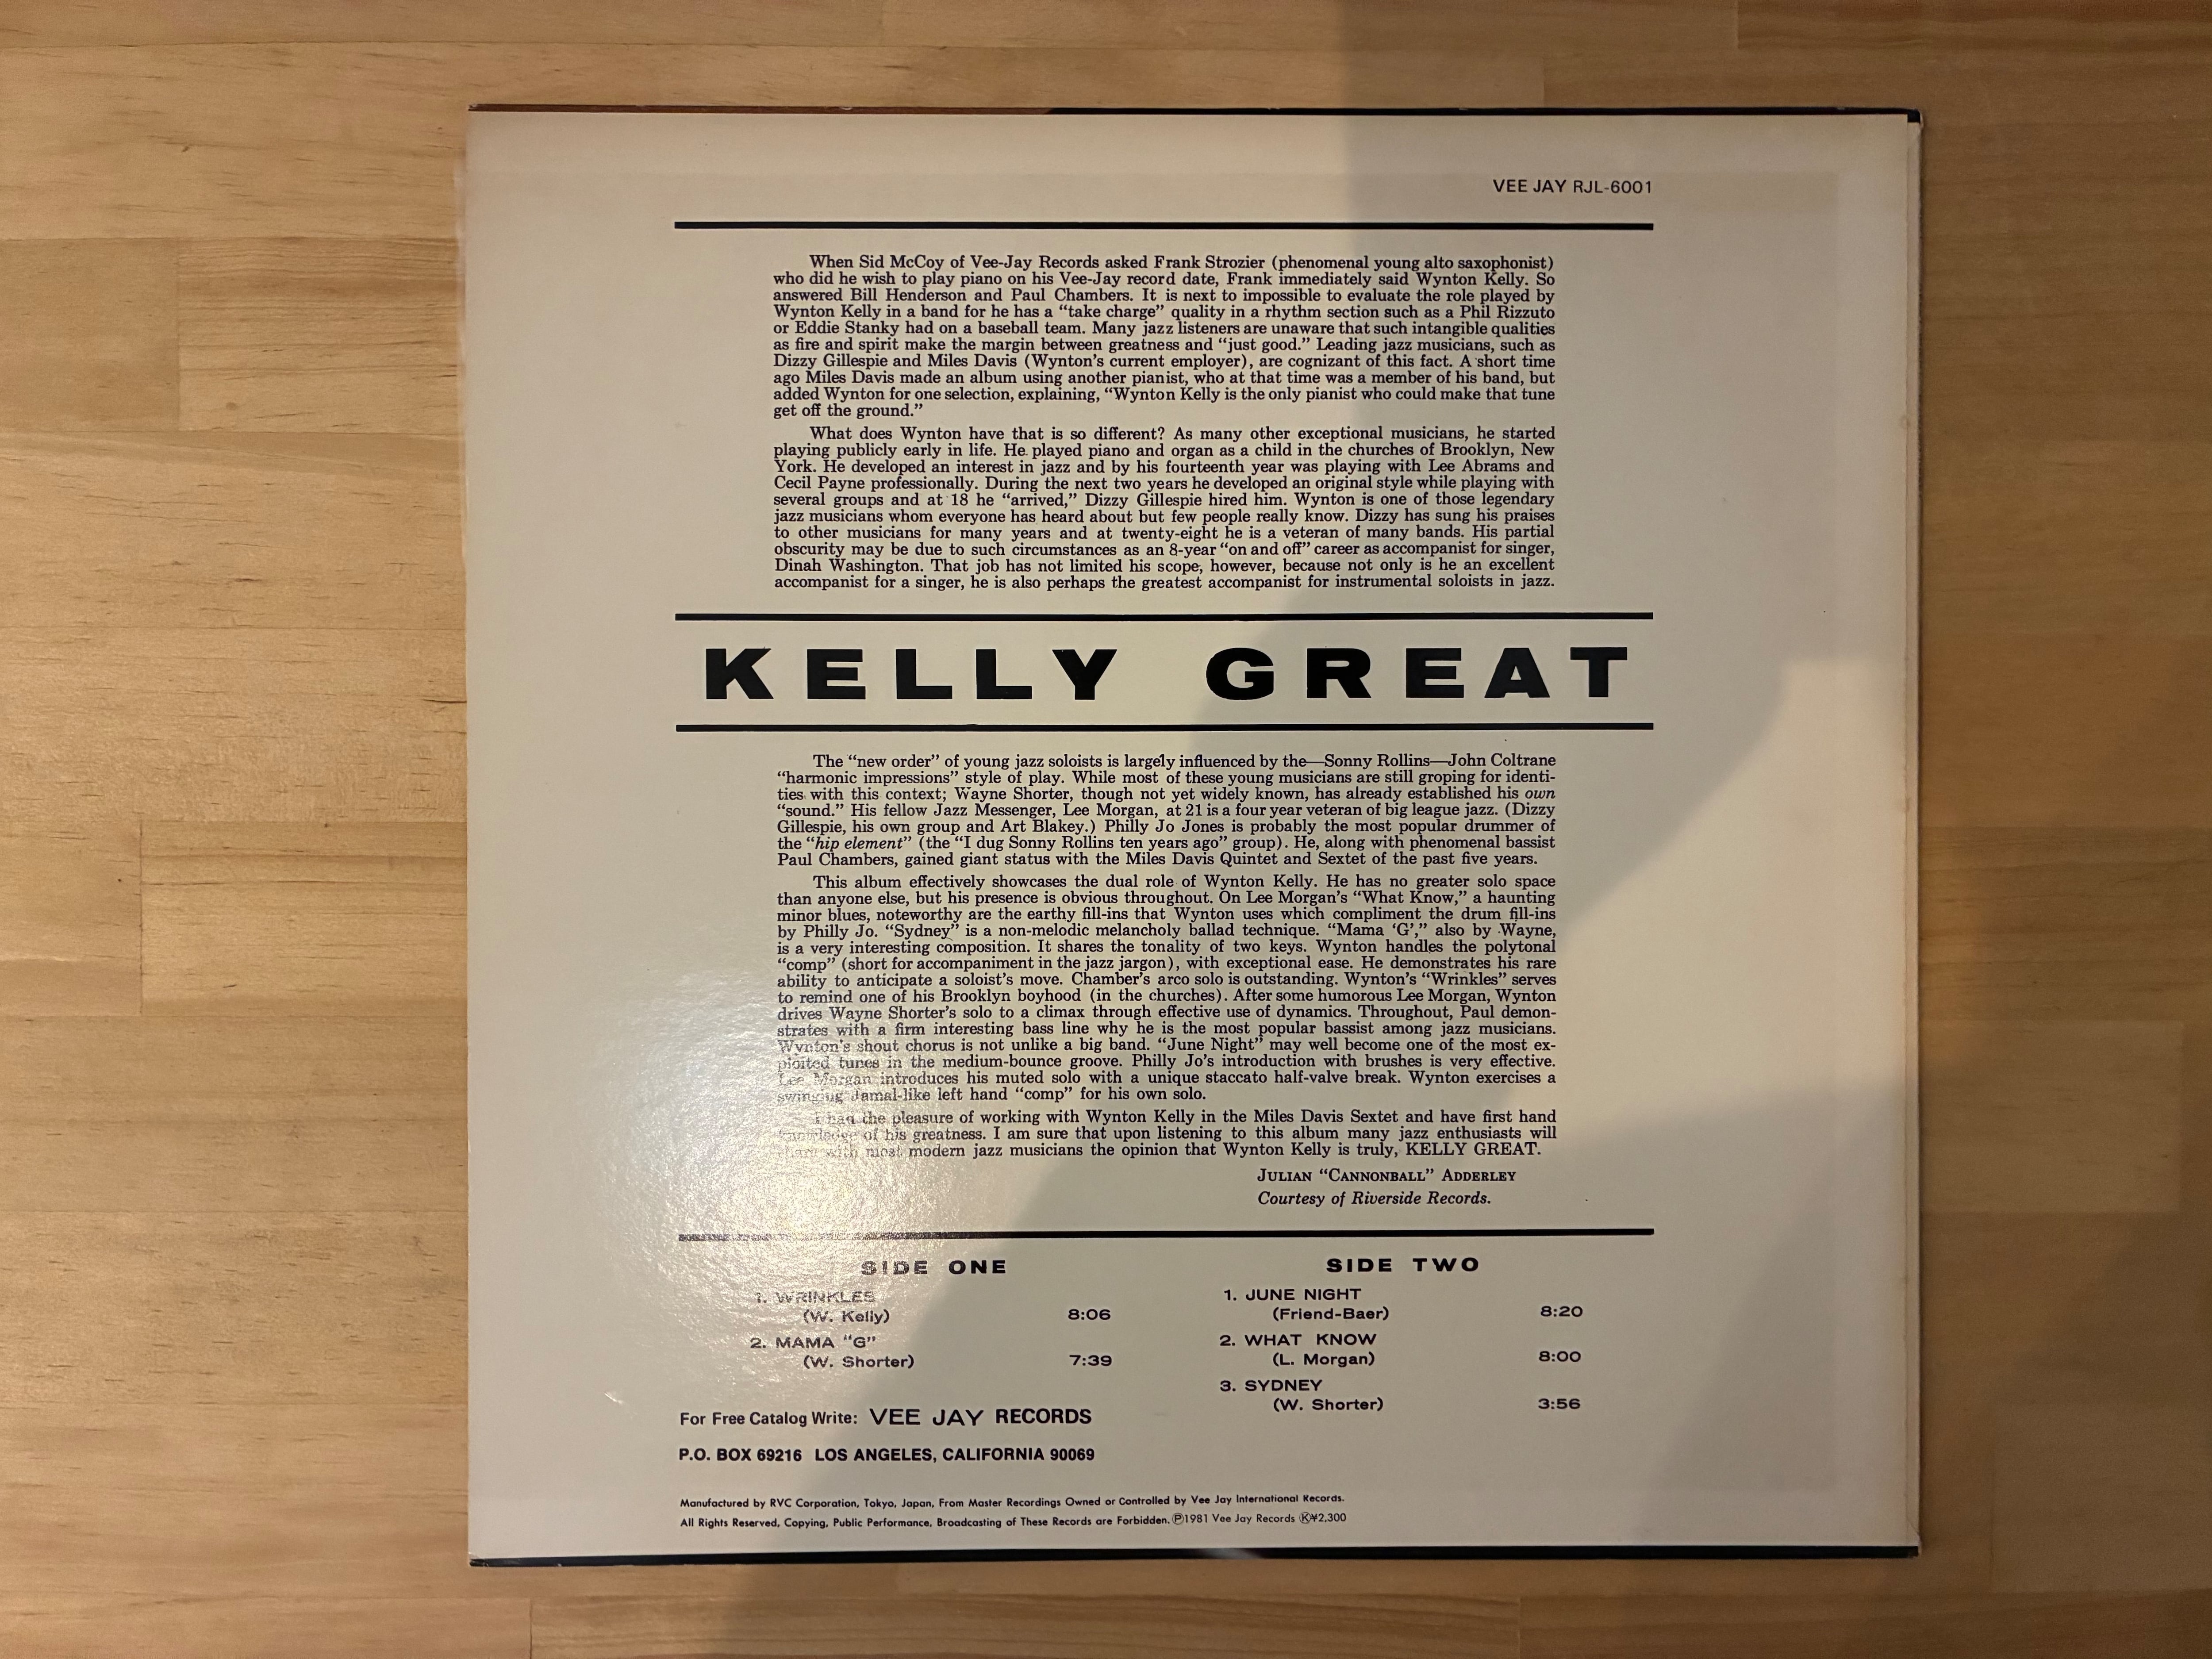 VEE JAY RJL-6001
When Sid McCoy of Vee-Jay Records asked Frank Strozier (phenomenal young alto saxophonist)
who did he wish to play piano on his Vee-Jay record date, Frank immediately said Wynton Kelly. So
answered Bill Henderson and Paul Chambers. It is next to impossible to evaluate the role played by
Wynton Kelly in a band for he has a “take charge” quality in a rhythm section such as a Phil Rizzuto
or Eddie Stanky had on a baseball team. Many jazz listeners are unaware that such intangible qualities
as fire and spirit make the margin between greatness and “just good.” Leading jazz musicians, such as
Dizzy Gillespie and Miles Davis (Wynton’s current employer), are cognizant of this fact. A short time
ago Miles Davis made an album using another pianist, who at that time was a member of his band, but
added Wynton for one selection, explaining, “Wynton Kelly is the only pianist who could make that tune
get off the ground.”
What does Wynton have that is so different? As many other exceptional musicians, he started
playing publicly early in life. He played piano and organ as a child in the churches of Brooklyn, New
York. He developed an interest in jazz and by his fourteenth year was playing with Lee Abrams and
Cecil Payne professionally. During the next two years he developed an original style while playing with
several groups and at 18 he “arrived,” Dizzy Gillespie hired him. Wynton is one of those legendary
jazz musicians whom everyone has heard about but few people really know. Dizzy has sung his praises
to other musicians for many years and at twenty-eight he is a veteran of many bands. His partial
obscurity may be due to such circumstances as an 8-year “on and off” career as accompanist for singer,
Dinah Washington. That job has not limited his scope, however, because not only is he an excellent
accompanist for a singer, he is also perhaps the greatest accompanist for instrumental soloists in jazz.
KELLY GREAT
The “new order” of young jazz soloists is largely influenced by the—Sonny Rollins—John Coltrane
“harmonic impressions” style of play. While most of these young musicians are still groping for identi-
ties with this context; Wayne Shorter, though not yet widely known, has already established his own
“sound.” His fellow Jazz Messenger, Lee Morgan, at 21 is a four year veteran of big league jazz. (Dizzy
Gillespie, his own group and Art Blakey.) Philly Jo Jones is probably the most popular drummer of
the “hip element” (the “I dug Sonny Rollins ten years ago” group). He, along with phenomenal bassist
Paul Chambers, gained giant status with the Miles Davis Quintet and Sextet of the past five years.
This album effectively showcases the dual role of Wynton Kelly. He has no greater solo space
than anyone else, but his presence is obvious throughout. On Lee Morgan’s “What Know,” a haunting
minor blues, noteworthy are the earthy fill-ins that Wynton uses which compliment the drum fill-ins
by Philly Jo. “Sydney” is a non-melodic melancholy ballad technique. “Mama ‘G’,” also by Wayne,
is a very interesting composition. It shares the tonality of two keys. Wynton handles the polytonal
“comp” (short for accompaniment in the jazz jargon), with exceptional ease. He demonstrates his rare
ability to anticipate a soloist’s move. Chamber’s arco solo is outstanding. Wynton’s “Wrinkles” serves
to remind one of his Brooklyn boyhood (in the churches). After some humorous Lee Morgan, Wynton
drives Wayne Shorter’s solo to a climax through effective use of dynamics. Throughout, Paul demon-
strates with a firm interesting bass line why he is the most popular bassist among jazz musicians.
Wynton’s shout chorus is not unlike a big band. “June Night” may well become one of the most ex-
ploited tunes in the medium-bounce groove. Philly Jo’s introduction with brushes is very effective.
Lee Morgan introduces his muted solo with a unique staccato half-valve break. Wynton exercises a
swinging Jamal-like left hand “comp” for his own solo.
I had the pleasure of working with Wynton Kelly in the Miles Davis Sextet and have first hand
knowledge of his greatness. I am sure that upon listening to this album many jazz enthusiasts will
share with most modern jazz musicians the opinion that Wynton Kelly is truly, KELLY GREAT.
JULIAN “CANNONBALL” ADDERLEY
Courtesy of Riverside Records.
SIDE ONE
1. WRINKLES
(W. Kelly) 8:06
2. MAMA “G”
(W. Shorter) 7:39
SIDE TWO
1. JUNE NIGHT
(Friend-Baer) 8:20
2. WHAT KNOW
(L. Morgan) 8:00
3. SYDNEY
(W. Shorter) 3:56
For Free Catalog Write: VEE JAY RECORDS
P.O. BOX 69216 LOS ANGELES, CALIFORNIA 90069
Manufactured by RVC Corporation, Tokyo, Japan, From Master Recordings Owned or Controlled by Vee Jay International Records.
All Rights Reserved, Copying, Public Performance, Broadcasting of These Records are Forbidden. Ⓟ1981 Vee Jay Records Ⓚ¥2,300